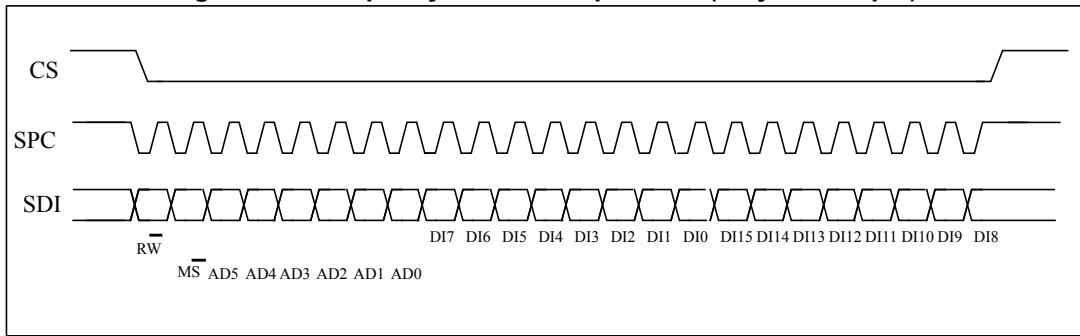 CS
SPC
SDI
DI7 DI6 DI5 DI4 DI3 DI2 DI1 DI0 DI15 DI14 DI13 DI12 DI11 DI10 DI9 DI8
RW
MS AD5 AD4 AD3 AD2 AD1 AD0